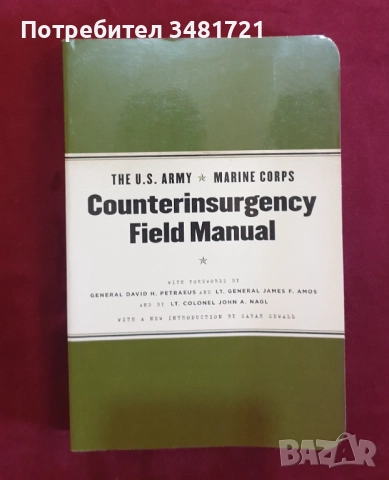 Потребител 3481721
THE U.S. ARMY ★ MARINE CORPS
Counterinsurgency
Field Manual
WITH FOREWORDS BY
GENERAL DAVID H. PETRAEUS AND LT. GENERAL JAMES F. AMOS
AND BY LT. COLONEL JOHN A. NAGL
WITH A NEW INTRODUCTION BY SARAH SEWALL
BAZAR